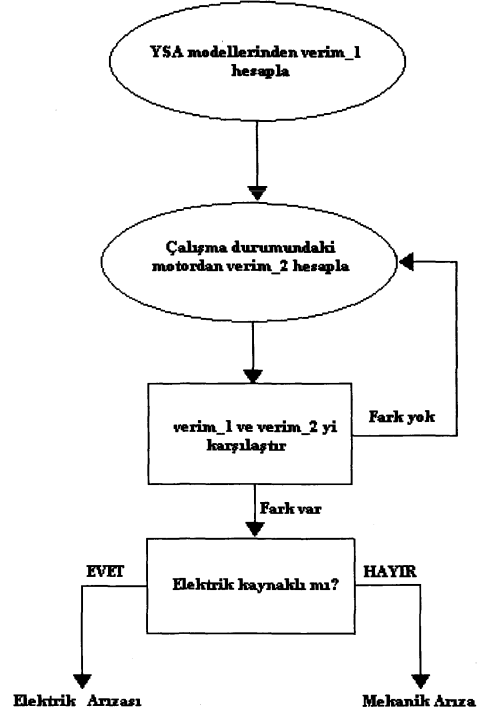 YSA modellerinden verim_1
hesapla
Çalışma durumundaki
motordan verim_2 hesapla
verim_1 ve verim_2 yi
karşılaştır
Fark yok
Fark var
Elektrik kaynaklı mı?
EVET
HAYIR
Elektrik Arızası
Mekanik Arıza